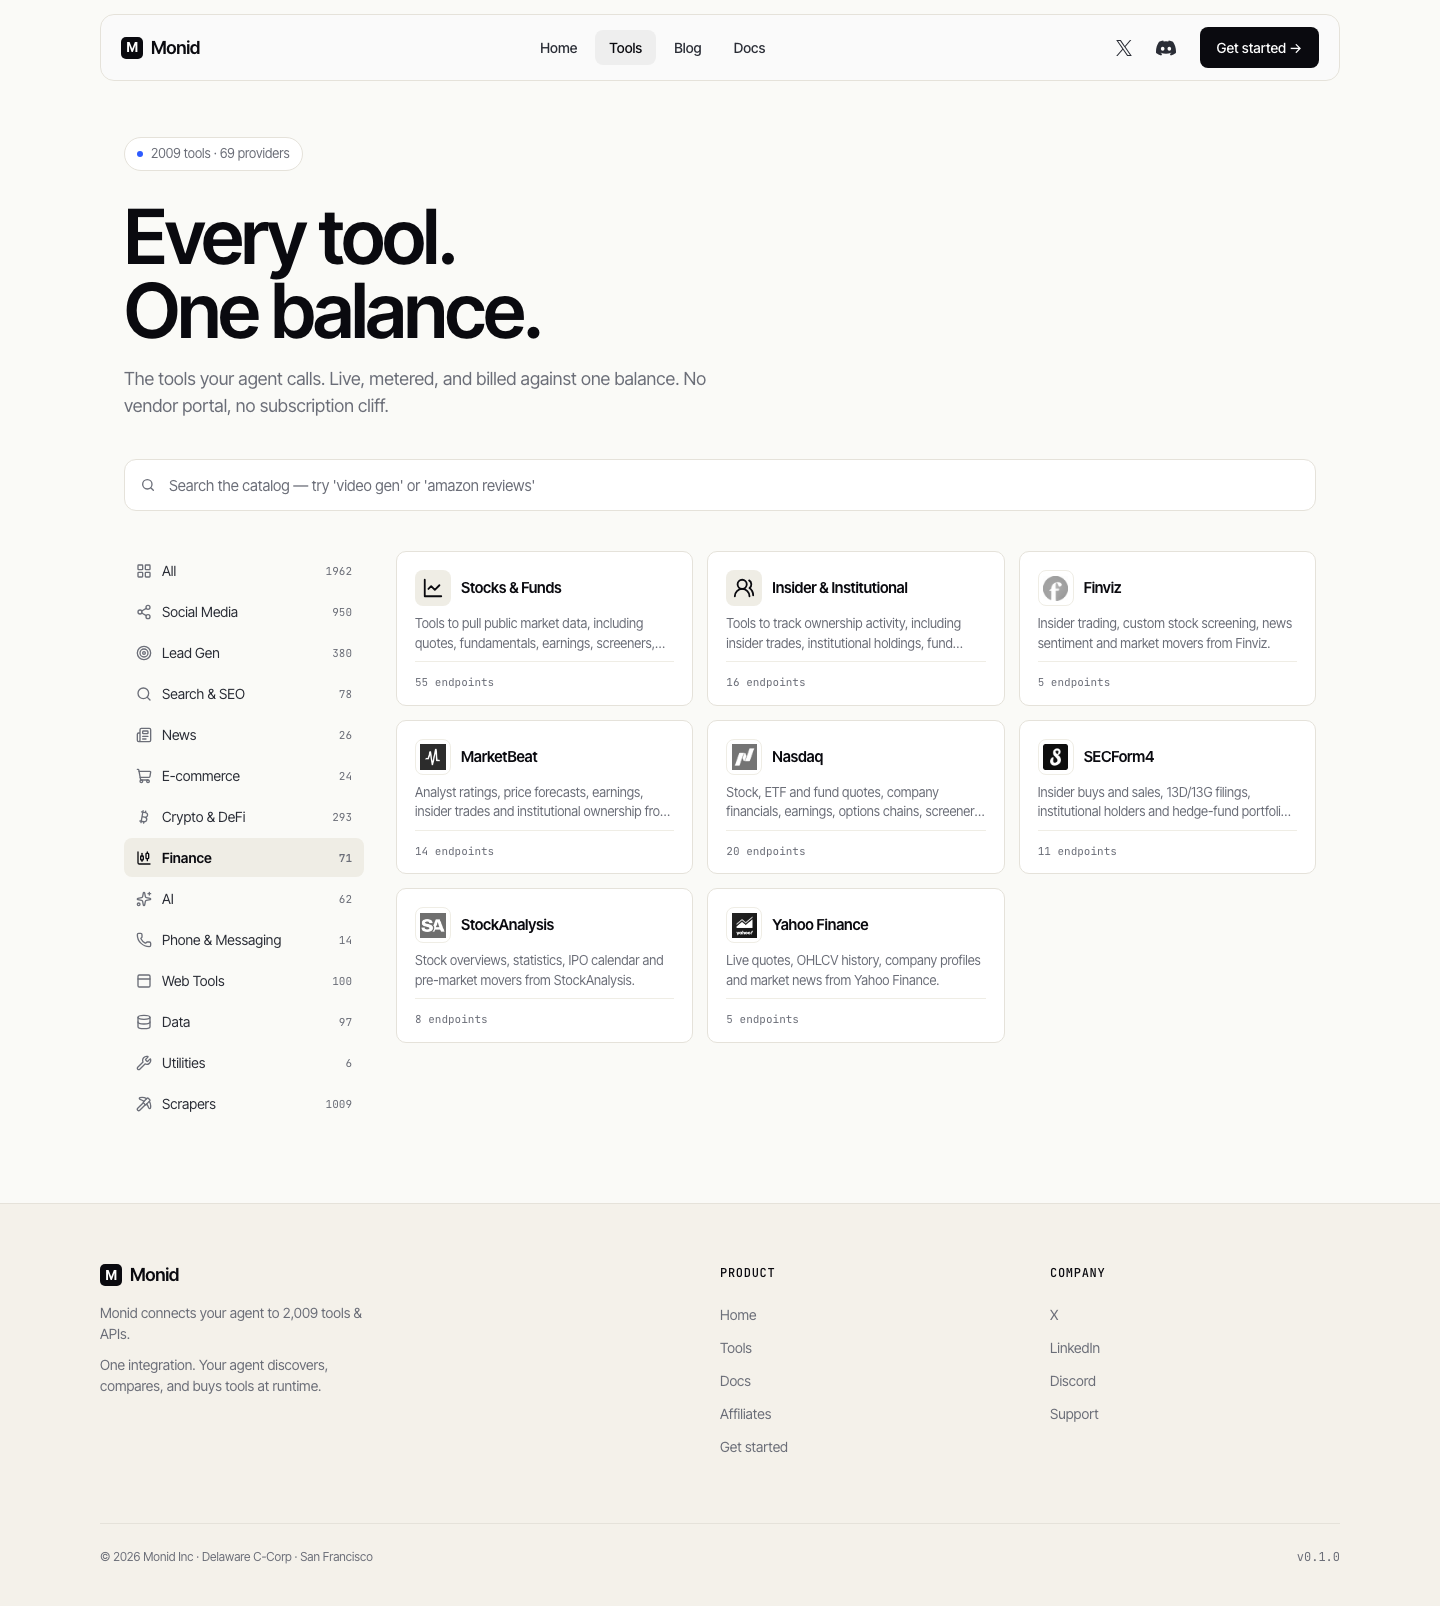 M Monid
Home Tools Blog Docs
Get started →
2009 tools · 69 providers
Every tool.
One balance.
The tools your agent calls. Live, metered, and billed against one balance. No
vendor portal, no subscription cliff.
Search the catalog — try 'video gen' or 'amazon reviews'
All 1962
Social Media 950
Lead Gen 380
Search & SEO 78
News 26
E-commerce 24
Crypto & DeFi 293
Finance 71
AI 62
Phone & Messaging 14
Web Tools 100
Data 97
Utilities 6
Scrapers 1009
Stocks & Funds
Tools to pull public market data, including
quotes, fundamentals, earnings, screeners,...
55 endpoints
Insider & Institutional
Tools to track ownership activity, including
insider trades, institutional holdings, fund...
16 endpoints
Finviz
Insider trading, custom stock screening, news
sentiment and market movers from Finviz.
5 endpoints
MarketBeat
Analyst ratings, price forecasts, earnings,
insider trades and institutional ownership fro...
14 endpoints
Nasdaq
Stock, ETF and fund quotes, company
financials, earnings, options chains, screener...
20 endpoints
SECForm4
Insider buys and sales, 13D/13G filings,
institutional holders and hedge-fund portfoli...
11 endpoints
SA StockAnalysis
Stock overviews, statistics, IPO calendar and
pre-market movers from StockAnalysis.
8 endpoints
yahoo! Yahoo Finance
Live quotes, OHLCV history, company profiles
and market news from Yahoo Finance.
5 endpoints
M Monid
Monid connects your agent to 2,009 tools &
APIs.
One integration. Your agent discovers,
compares, and buys tools at runtime.
PRODUCT
Home
Tools
Docs
Affiliates
Get started
COMPANY
X
LinkedIn
Discord
Support
© 2026 Monid Inc · Delaware C-Corp · San Francisco
v0.1.0